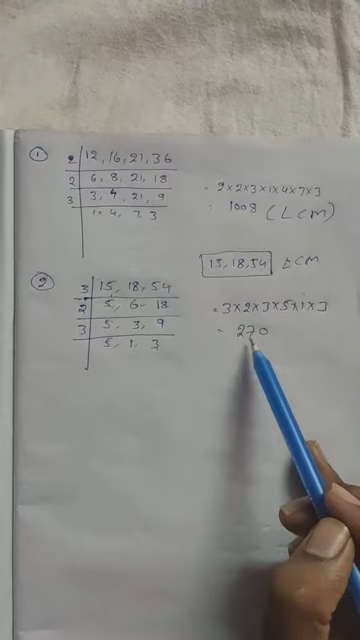 ① 2 | 12, 16, 21, 36
2 | 6, 8, 21, 18
3 | 3, 4, 21, 9
1, 4, 7, 3
= 2×2×3×1×4×7×3
= 1008 (LCM)
15, 18, 54 LCM
② 3 | 15, 18, 54
2 | 5, 6, 18
3 | 5, 3, 9
5, 1, 3
= 3×2×3×5×1×3
= 270